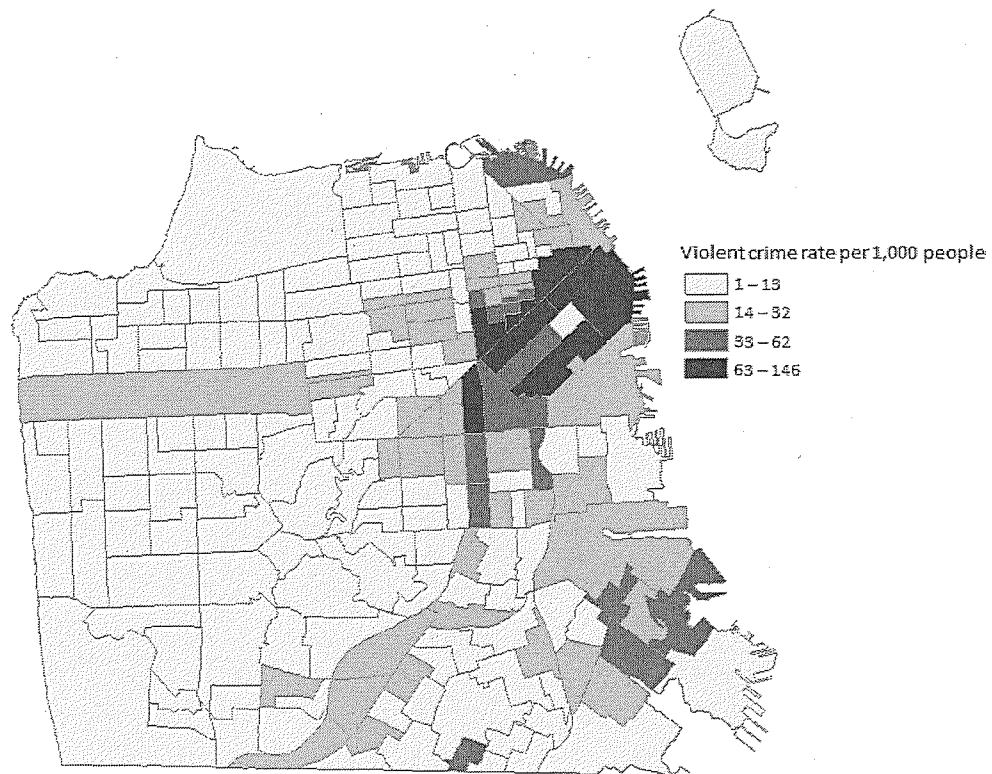 Violent crime rate per 1,000 people
1 – 13
14 – 32
33 – 62
63 – 146